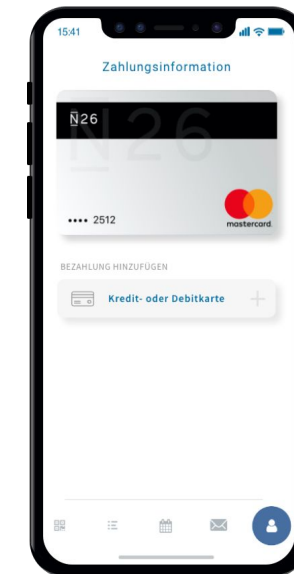 15:41
Zahlungsinformation
N26
N26
•••• 2512
mastercard.
BEZAHLUNG HINZUFÜGEN
Kredit- oder Debitkarte